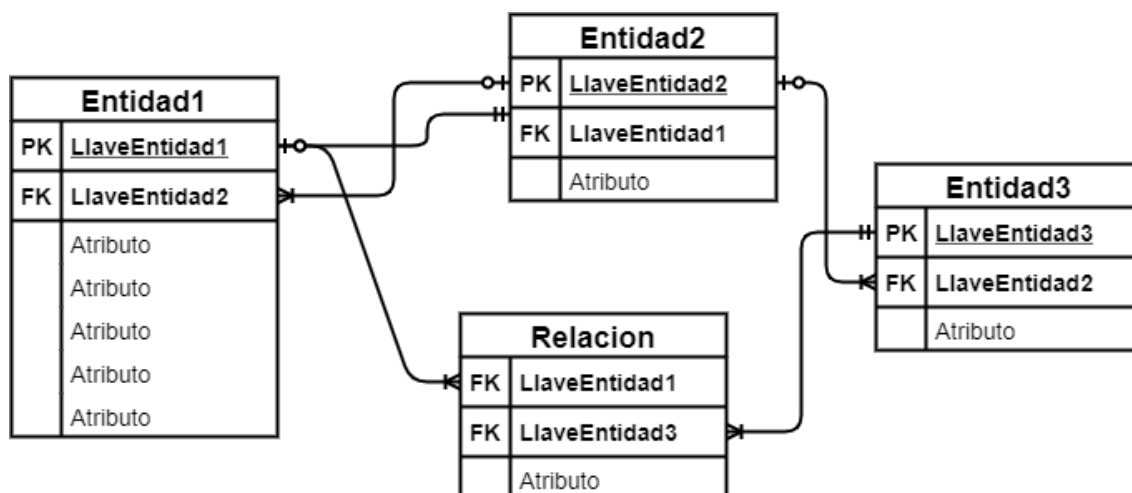 Entidad1
PK LlaveEntidad1
FK LlaveEntidad2
Atributo
Atributo
Atributo
Atributo
Atributo
Entidad2
PK LlaveEntidad2
FK LlaveEntidad1
Atributo
Entidad3
PK LlaveEntidad3
FK LlaveEntidad2
Atributo
Relacion
FK LlaveEntidad1
FK LlaveEntidad3
Atributo